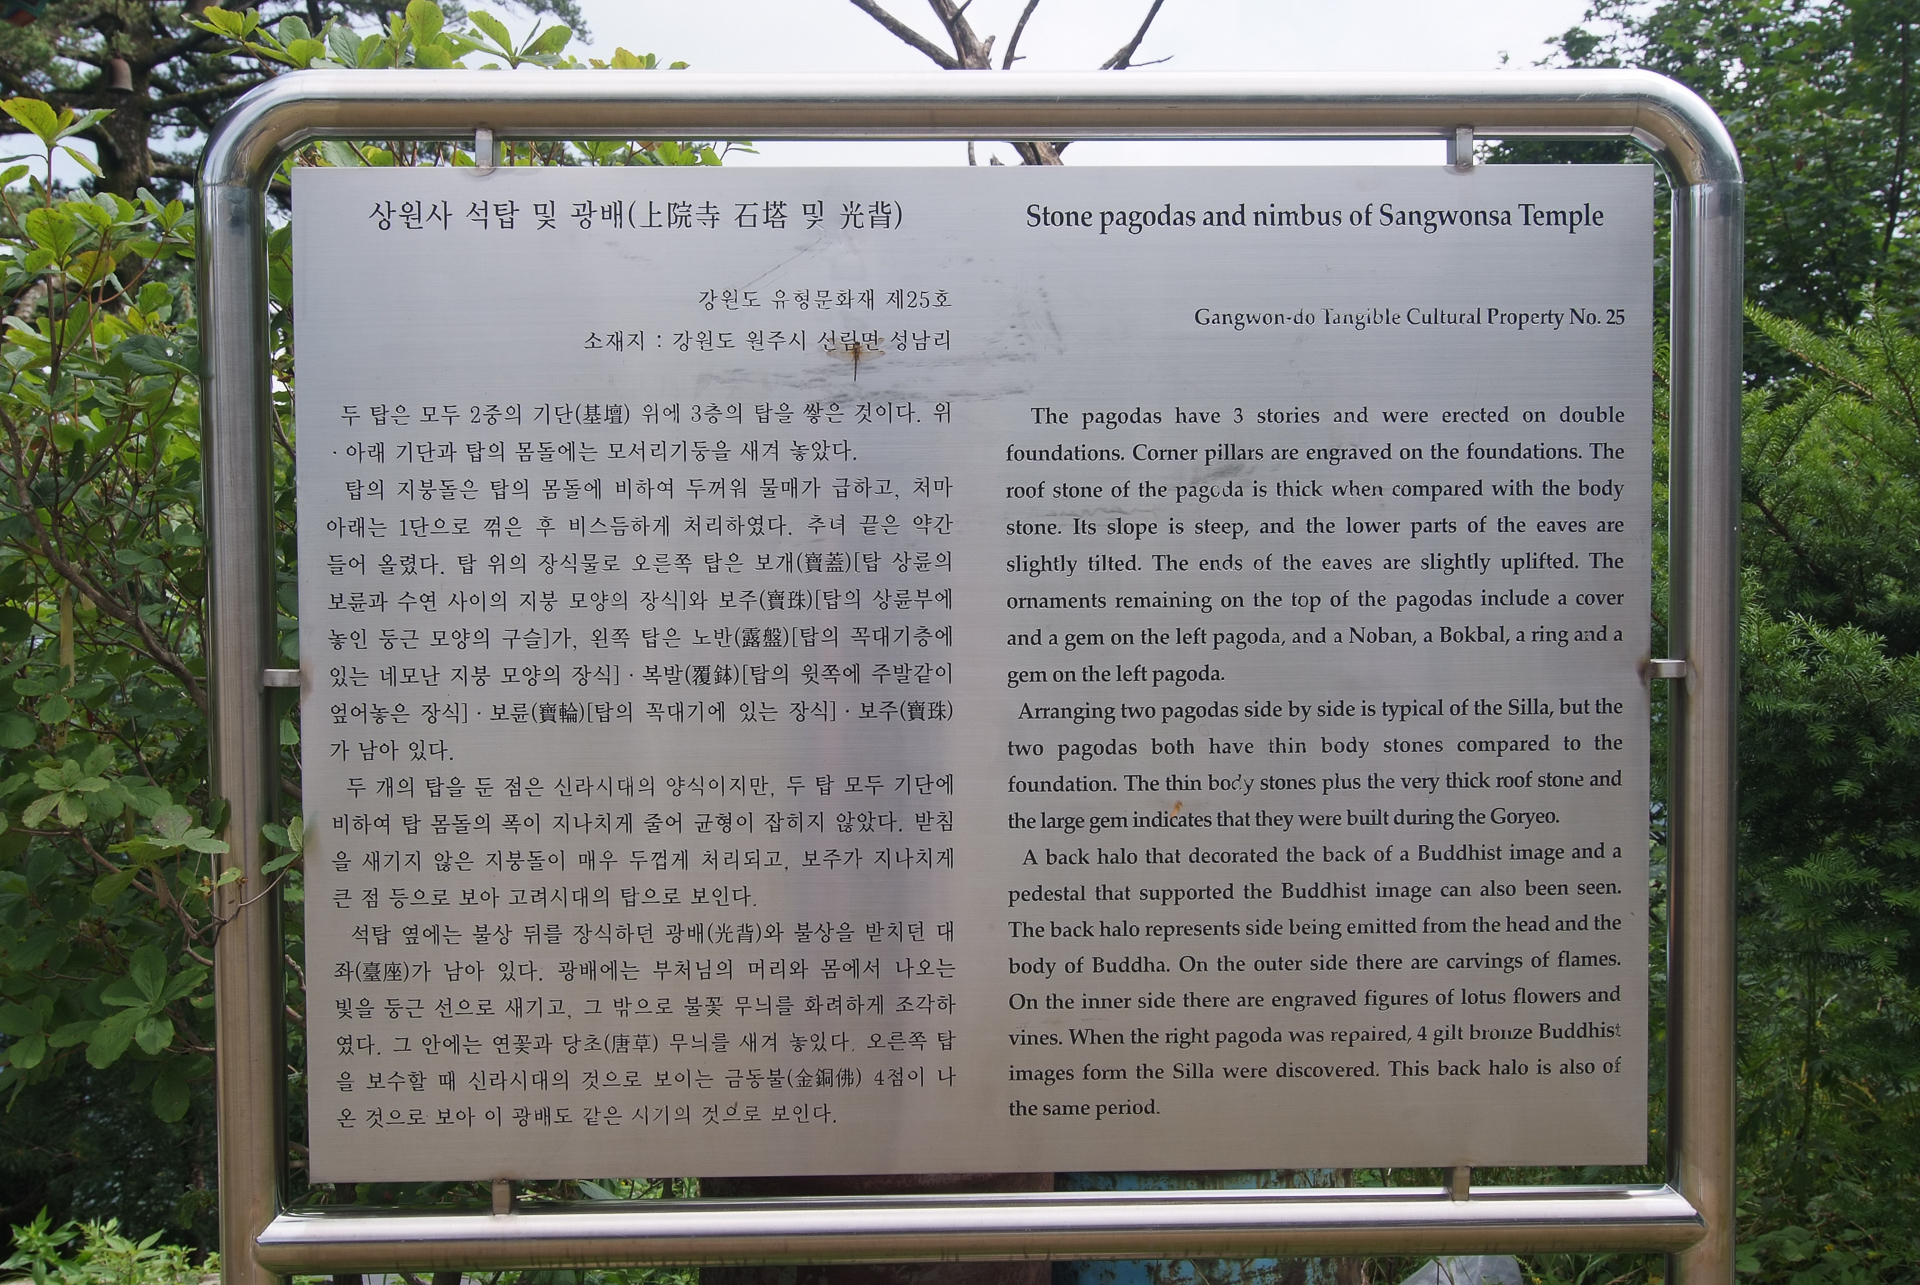 상원사 석탑 및 광배(上院寺 石塔 및 光背)
강원도 유형문화재 제25호
소재지 : 강원도 원주시 신림면 성남리
두 탑은 모두 2중의 기단(基壇) 위에 3층의 탑을 쌓은 것이다. 위
· 아래 기단과 탑의 몸돌에는 모서리기둥을 새겨 놓았다.
탑의 지붕돌은 탑의 몸돌에 비하여 두꺼워 물매가 급하고, 처마
아래는 1단으로 꺾은 후 비스듬하게 처리하였다. 추녀 끝은 약간
들어 올렸다. 탑 위의 장식물로 오른쪽 탑은 보개(寶蓋)[탑 상륜의
보륜과 수연 사이의 지붕 모양의 장식]와 보주(寶珠)[탑의 상륜부에
놓인 둥근 모양의 구슬]가, 왼쪽 탑은 노반(露盤)[탑의 꼭대기층에
있는 네모난 지붕 모양의 장식] · 복발(覆鉢)[탑의 윗쪽에 주발같이
엎어놓은 장식] · 보륜(寶輪)[탑의 꼭대기에 있는 장식] · 보주(寶珠)
가 남아 있다.
두 개의 탑을 둔 점은 신라시대의 양식이지만, 두 탑 모두 기단에
비하여 탑 몸돌의 폭이 지나치게 줄어 균형이 잡히지 않았다. 받침
을 새기지 않은 지붕돌이 매우 두껍게 처리되고, 보주가 지나치게
큰 점 등으로 보아 고려시대의 탑으로 보인다.
석탑 옆에는 불상 뒤를 장식하던 광배(光背)와 불상을 받치던 대
좌(臺座)가 남아 있다. 광배에는 부처님의 머리와 몸에서 나오는
빛을 둥근 선으로 새기고, 그 밖으로 불꽃 무늬를 화려하게 조각하
였다. 그 안에는 연꽃과 당초(唐草) 무늬를 새겨 놓있다. 오른쪽 탑
을 보수할 때 신라시대의 것으로 보이는 금동불(金銅佛) 4점이 나
온 것으로 보아 이 광배도 같은 시기의 것으로 보인다.
Stone pagodas and nimbus of Sangwonsa Temple
Gangwon-do Tangible Cultural Property No. 25
The pagodas have 3 stories and were erected on double
foundations. Corner pillars are engraved on the foundations. The
roof stone of the pagoda is thick when compared with the body
stone. Its slope is steep, and the lower parts of the eaves are
slightly tilted. The ends of the eaves are slightly uplifted. The
ornaments remaining on the top of the pagodas include a cover
and a gem on the left pagoda, and a Noban, a Bokbal, a ring and a
gem on the left pagoda.
Arranging two pagodas side by side is typical of the Silla, but the
two pagodas both have thin body stones compared to the
foundation. The thin body stones plus the very thick roof stone and
the large gem indicates that they were built during the Goryeo.
A back halo that decorated the back of a Buddhist image and a
pedestal that supported the Buddhist image can also been seen.
The back halo represents side being emitted from the head and the
body of Buddha. On the outer side there are carvings of flames.
On the inner side there are engraved figures of lotus flowers and
vines. When the right pagoda was repaired, 4 gilt bronze Buddhist
images form the Silla were discovered. This back halo is also of
the same period.